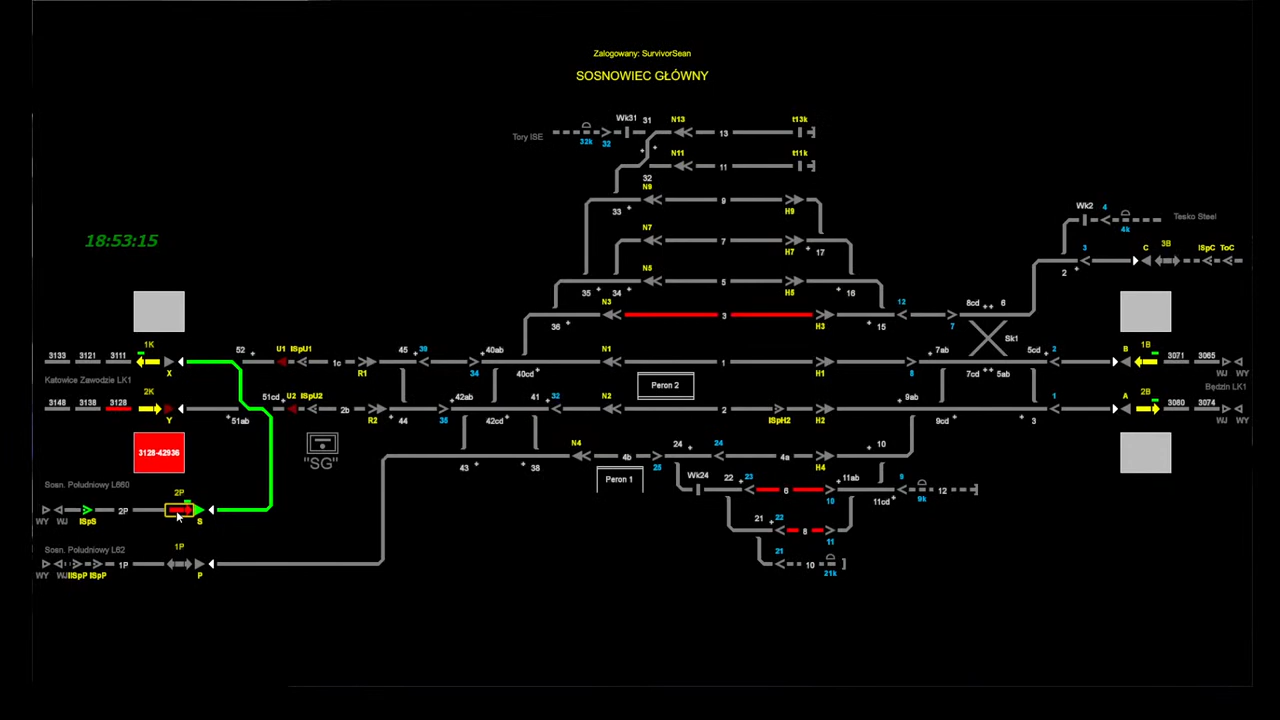 Zalogowany: SurvivorSean
SOSNOWIEC GŁÓWNY
Tory ISE
32k
32
Wk31
31
N13
13
t13k
32
N11
11
t11k
33
N9
9
H9
N7
7
H7
17
Wk2
4
4k
Tesko Steel
18:53:15
35
34
N5
5
H5
16
2
3
C
3B
ISpC
ToC
36
N3
3
H3
15
12
7
8cd
6
Sk1
1K
3133
3121
3111
X
52
U1
ISpU1
1c
R1
45
39
34
40ab
40cd
N1
1
H1
8
7ab
7cd
5cd
5ab
2
B
1B
3071
3065
WJ
WY
Katowice Zawodzie LK1
Peron 2
Będzin LK1
2K
3148
3138
3128
Y
51ab
51cd
U2
ISpU2
2b
R2
44
35
42ab
42cd
41
32
N2
2
ISpH2
H2
9ab
9cd
1
3
A
2B
3080
3074
WJ
WY
3128-42936
"SG"
43
38
N4
4b
25
24
24
4a
H4
10
Peron 1
Sosn. Południowy L660
2P
WY
WJ
ISpS
2P
S
Wk24
22
23
6
10
11ab
11cd
9
9k
12
21
22
8
11
21
10
21k
Sosn. Południowy L62
1P
WY
WJ
IISpP
ISpP
1P
P